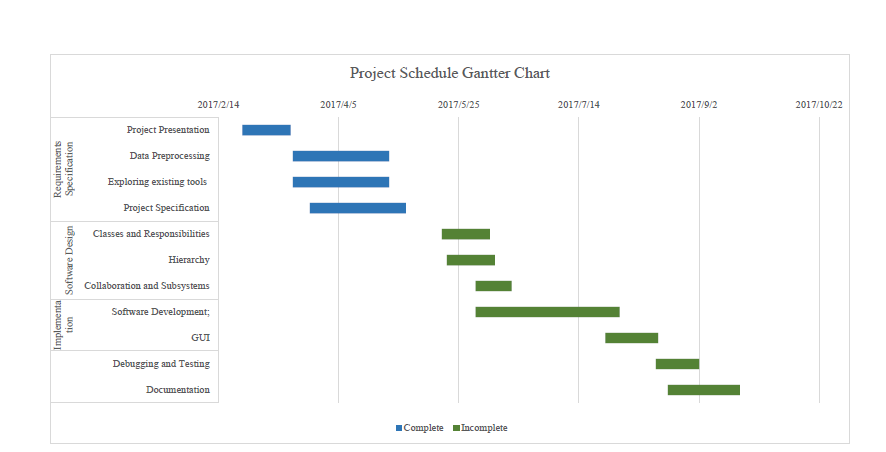 Project Schedule Gantter Chart
2017/2/14 2017/4/5 2017/5/25 2017/7/14 2017/9/2 2017/10/22
Requirements
Specification
Project Presentation
Data Preprocessing
Exploring existing tools
Project Specification
Software Design
Classes and Responsibilities
Hierarchy
Collaboration and Subsystems
Implementa
tion
Software Development;
GUI
Debugging and Testing
Documentation
Complete Incomplete